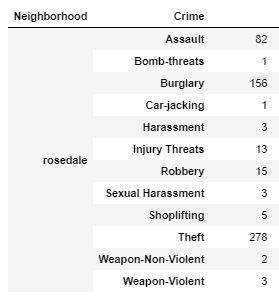 Neighborhood Crime
Assault 82
Bomb-threats 1
Burglary 156
Car-jacking 1
Harassment 3
Injury Threats 13
rosedale
Robbery 15
Sexual Harassment 3
Shoplifting 5
Theft 278
Weapon-Non-Violent 2
Weapon-Violent 3